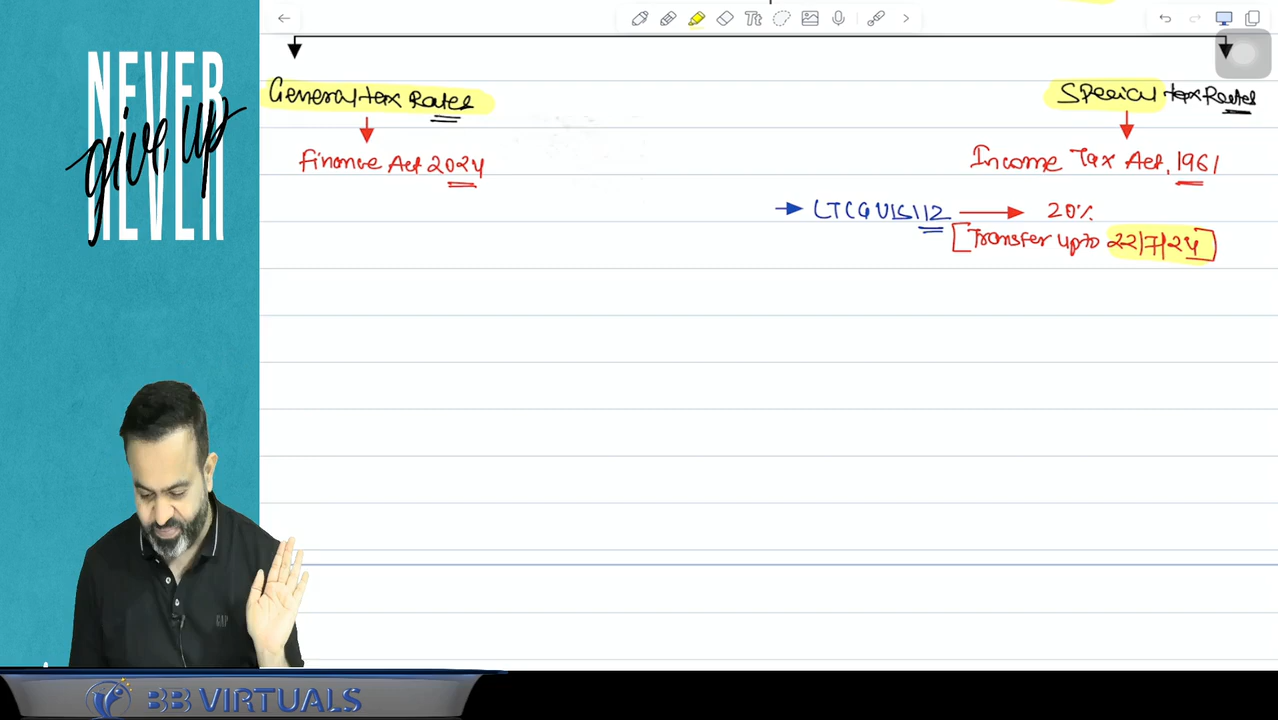 NEVER
give up
NEVER
General tax Rates
Special tax Rates
Finance Act 2024
Income Tax Act, 1961
LTCG U/S 112 → 20%
[Transfer upto 22/7/24]
GAP
BB VIRTUALS